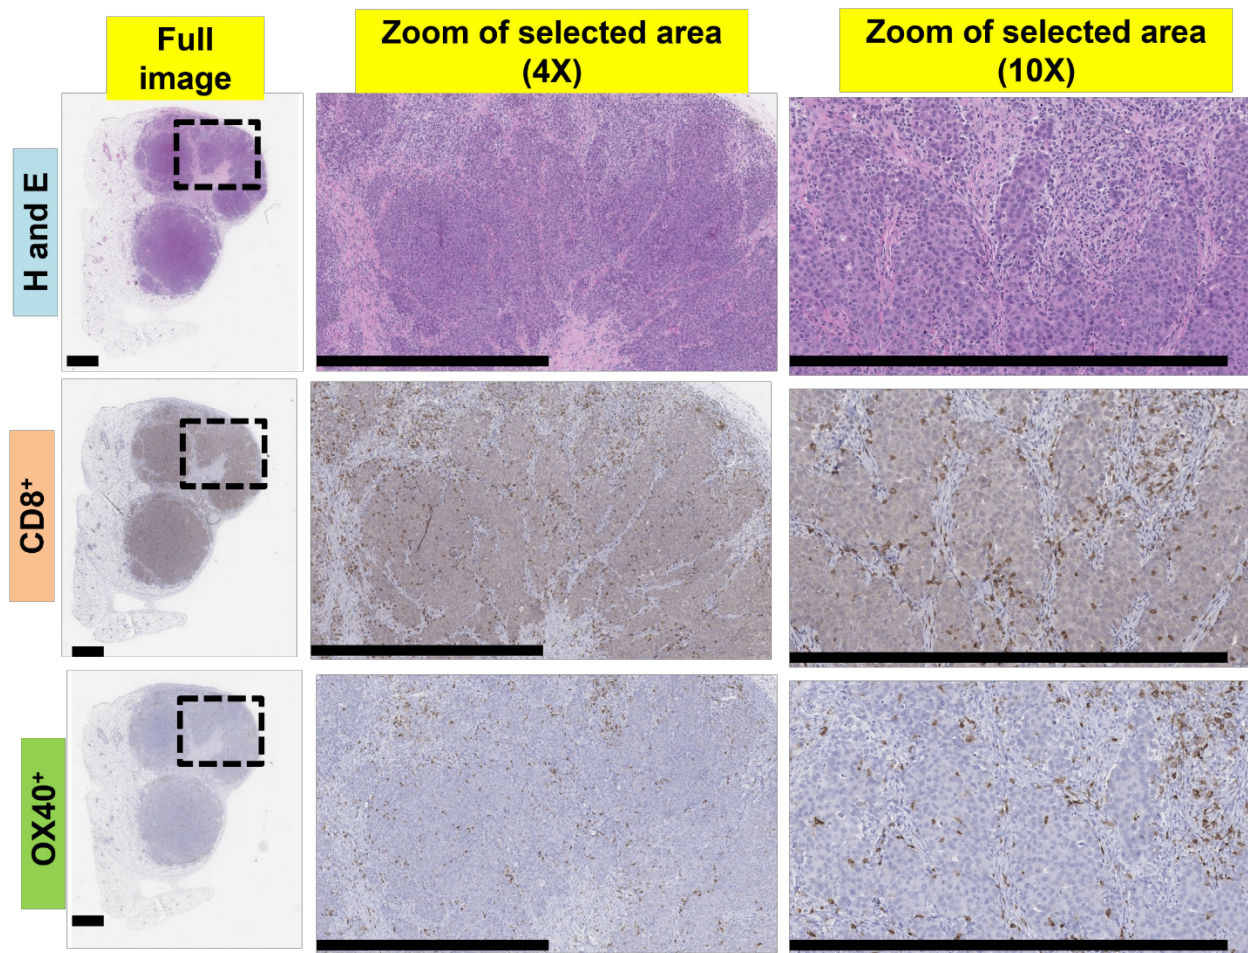 Full
image
Zoom of selected area
(4X)
Zoom of selected area
(10X)
H and E
CD8⁺
OX40⁺